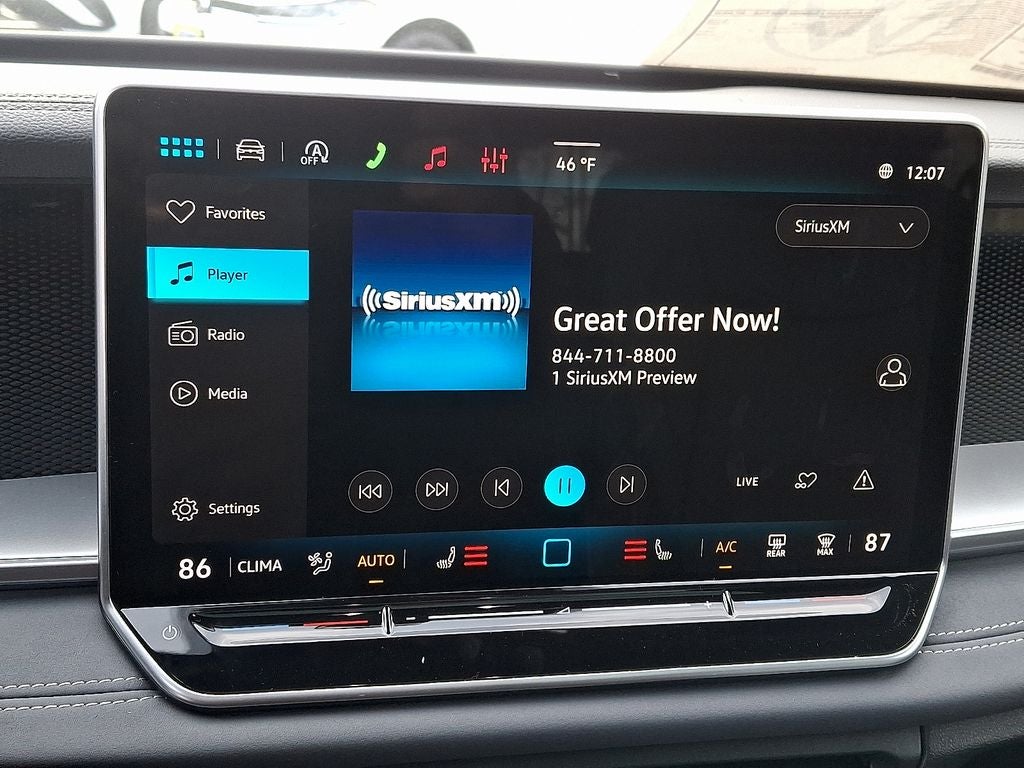 A
OFF
46 °F
12:07
Favorites
SiriusXM
Player
SiriusXM
Great Offer Now!
844-711-8800
1 SiriusXM Preview
Radio
Media
LIVE
Settings
86
CLIMA
AUTO
A/C
REAR
MAX
87